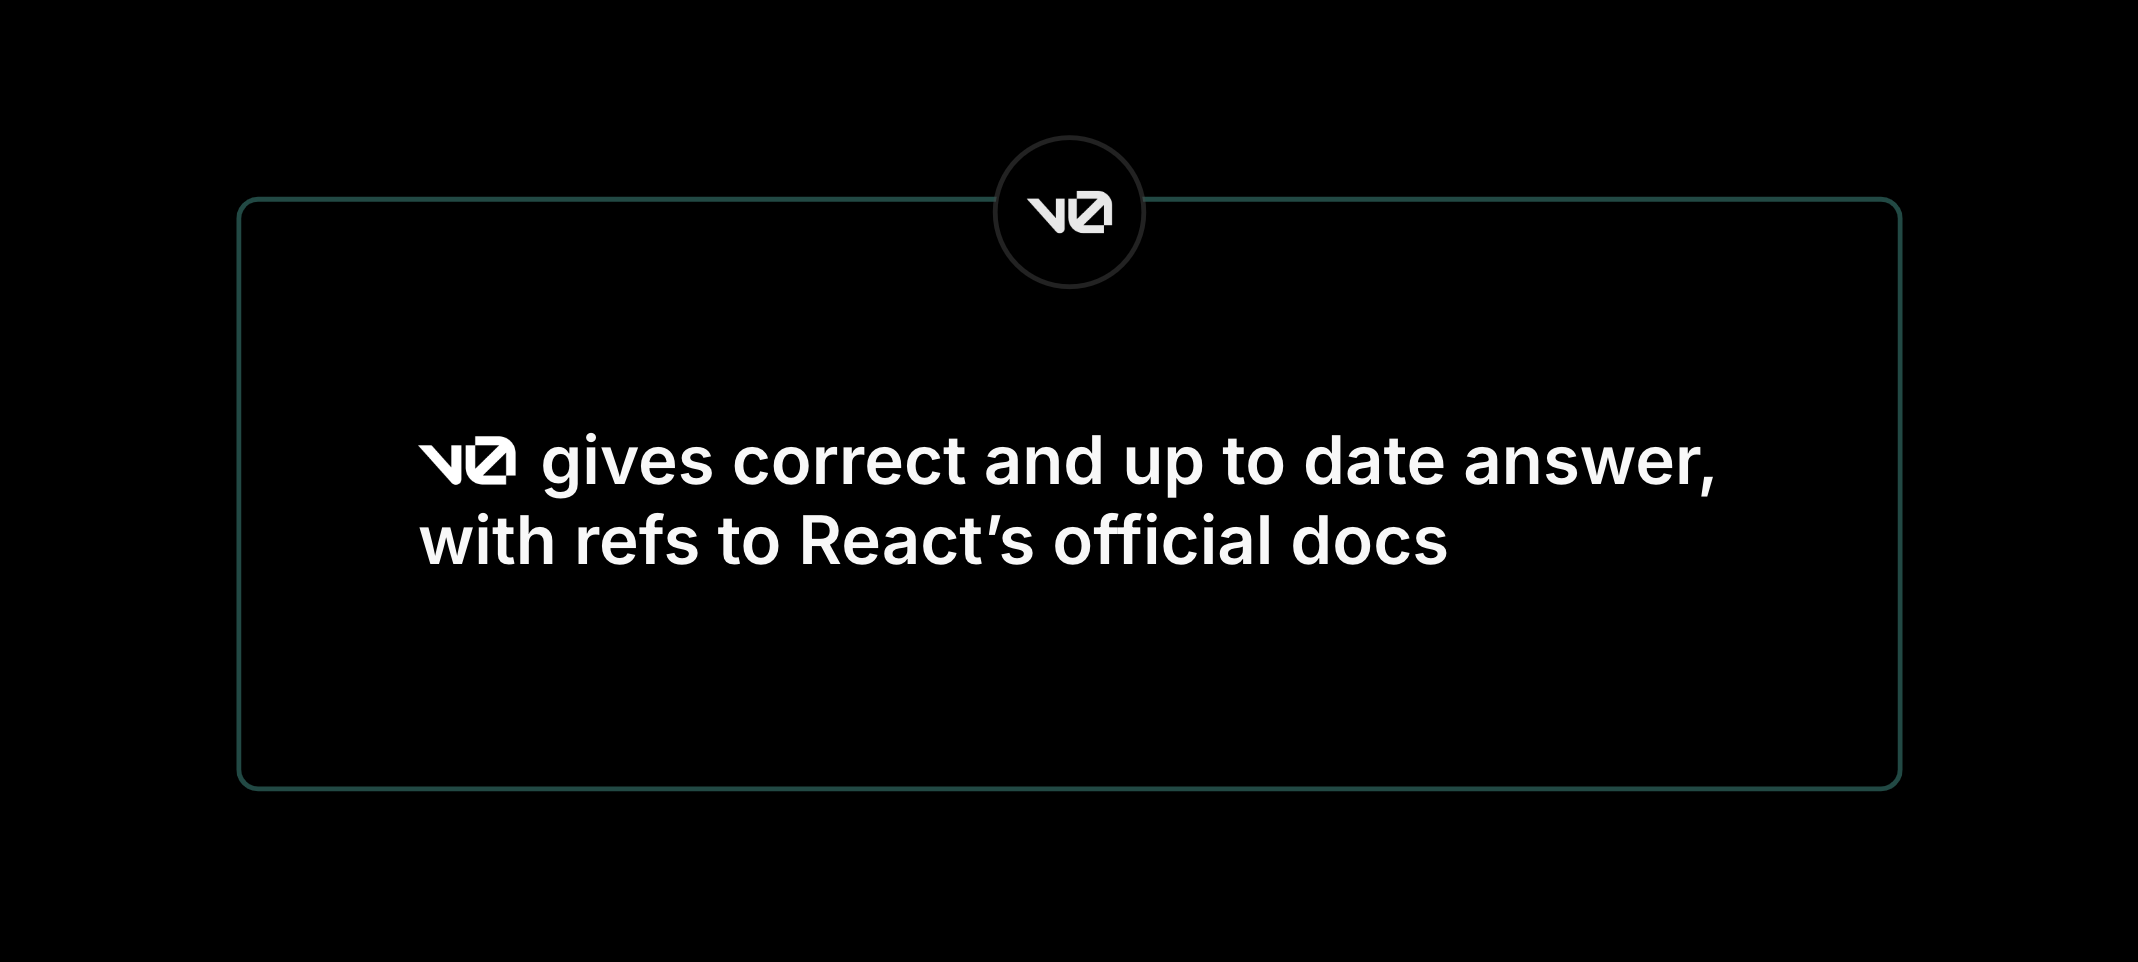 v0
v0 gives correct and up to date answer,
with refs to React’s official docs